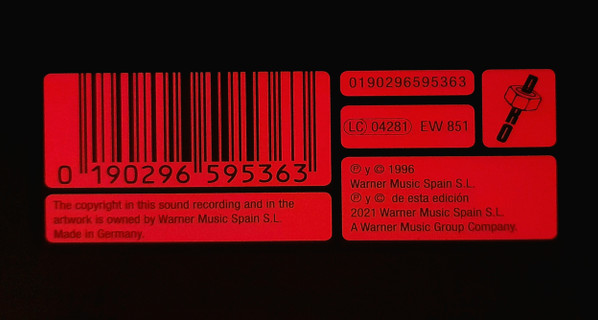 0 190296 595363
The copyright in this sound recording and in the
artwork is owned by Warner Music Spain S.L.
Made in Germany.
0190296595363
LC 04281 EW 851
DRO
℗ y © 1996
Warner Music Spain S.L.
℗ y © de esta edición
2021 Warner Music Spain S.L.
A Warner Music Group Company.